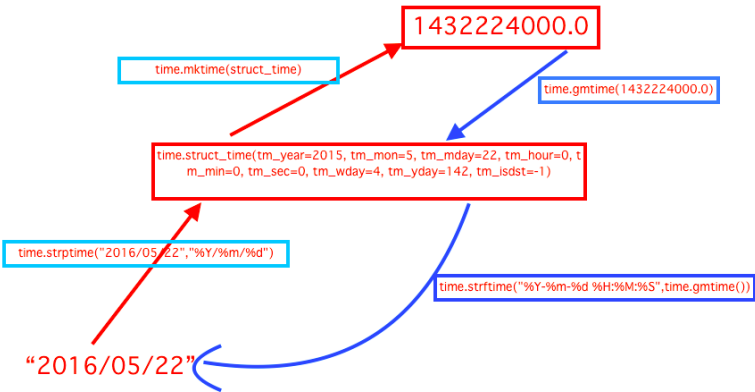 1432224000.0
time.mktime(struct_time)
time.gmtime(1432224000.0)
time.struct_time(tm_year=2015, tm_mon=5, tm_mday=22, tm_hour=0, t
m_min=0, tm_sec=0, tm_wday=4, tm_yday=142, tm_isdst=-1)
time.strptime("2016/05/22","%Y/%m/%d")
time.strftime("%Y-%m-%d %H:%M:%S",time.gmtime())
“2016/05/22”